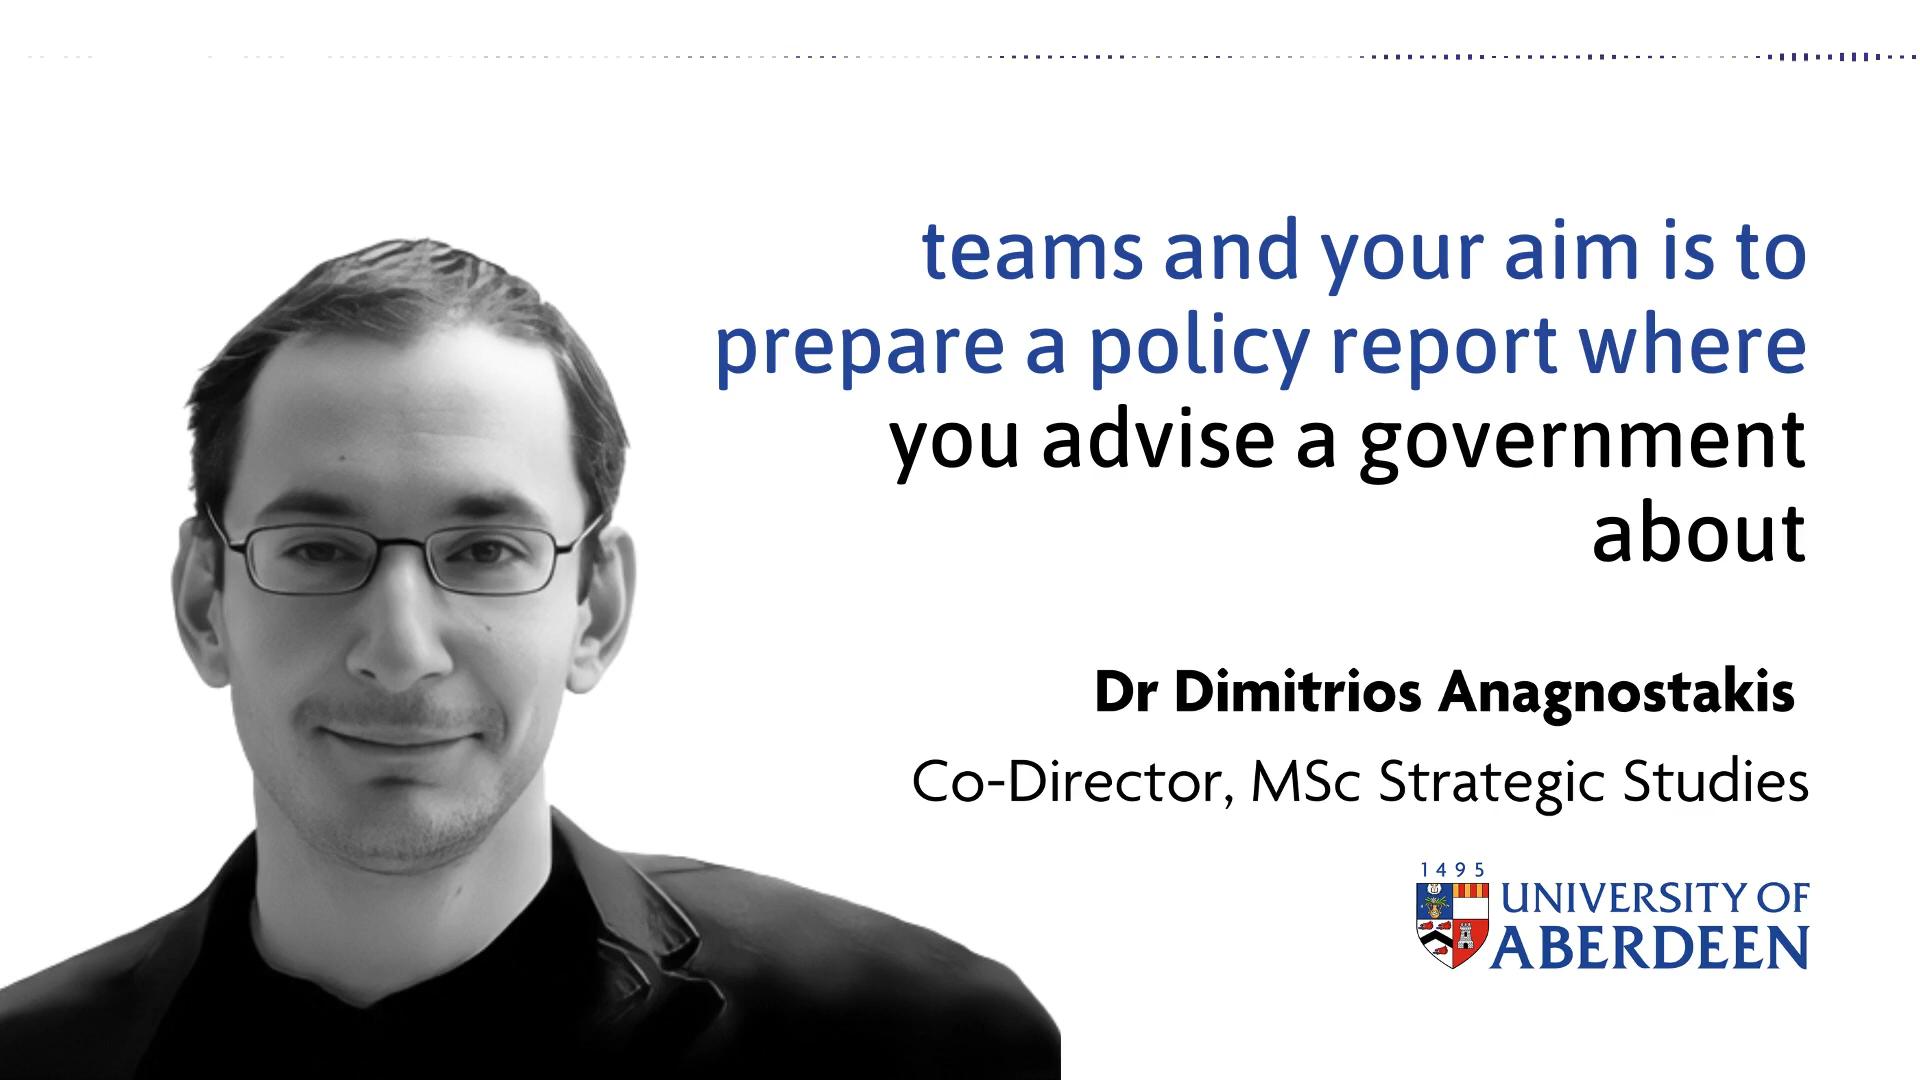 teams and your aim is to
prepare a policy report where
you advise a government
about
Dr Dimitrios Anagnostakis
Co-Director, MSc Strategic Studies
1495
UNIVERSITY OF
ABERDEEN